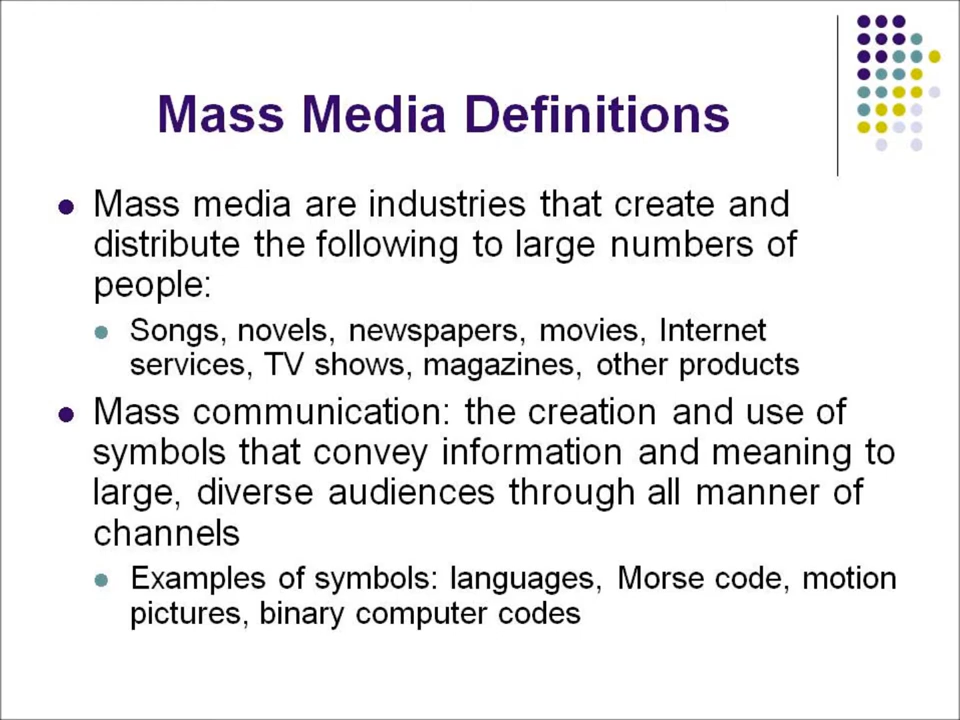 Mass Media Definitions
Mass media are industries that create and
distribute the following to large numbers of
people:
Songs, novels, newspapers, movies, Internet
services, TV shows, magazines, other products
Mass communication: the creation and use of
symbols that convey information and meaning to
large, diverse audiences through all manner of
channels
Examples of symbols: languages, Morse code, motion
pictures, binary computer codes